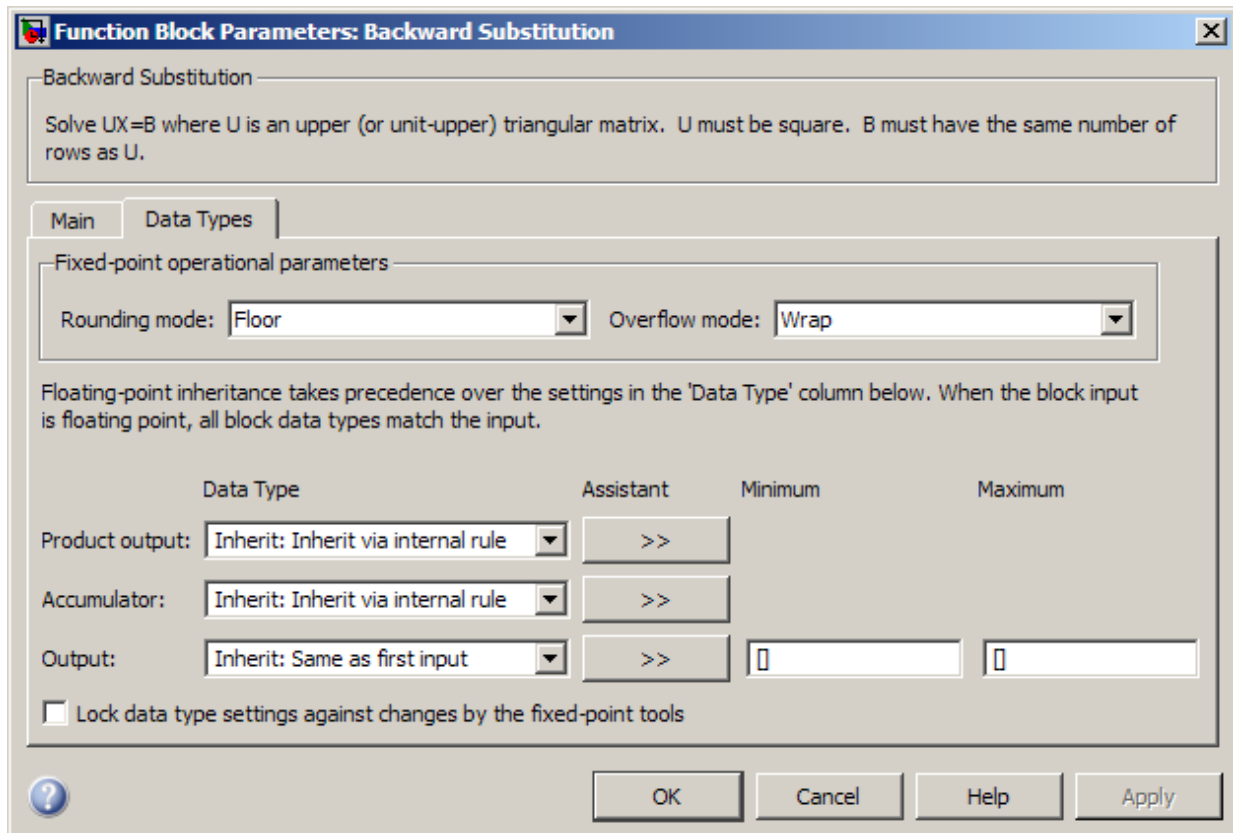 Function Block Parameters: Backward Substitution
Backward Substitution
Solve UX=B where U is an upper (or unit-upper) triangular matrix.  U must be square.  B must have the same number of
rows as U.
Main Data Types
Fixed-point operational parameters
Rounding mode: Floor Overflow mode: Wrap
Floating-point inheritance takes precedence over the settings in the 'Data Type' column below. When the block input
is floating point, all block data types match the input.
Data Type Assistant Minimum Maximum
Product output: Inherit: Inherit via internal rule >>
Accumulator: Inherit: Inherit via internal rule >>
Output: Inherit: Same as first input >> [] []
Lock data type settings against changes by the fixed-point tools
? OK Cancel Help Apply